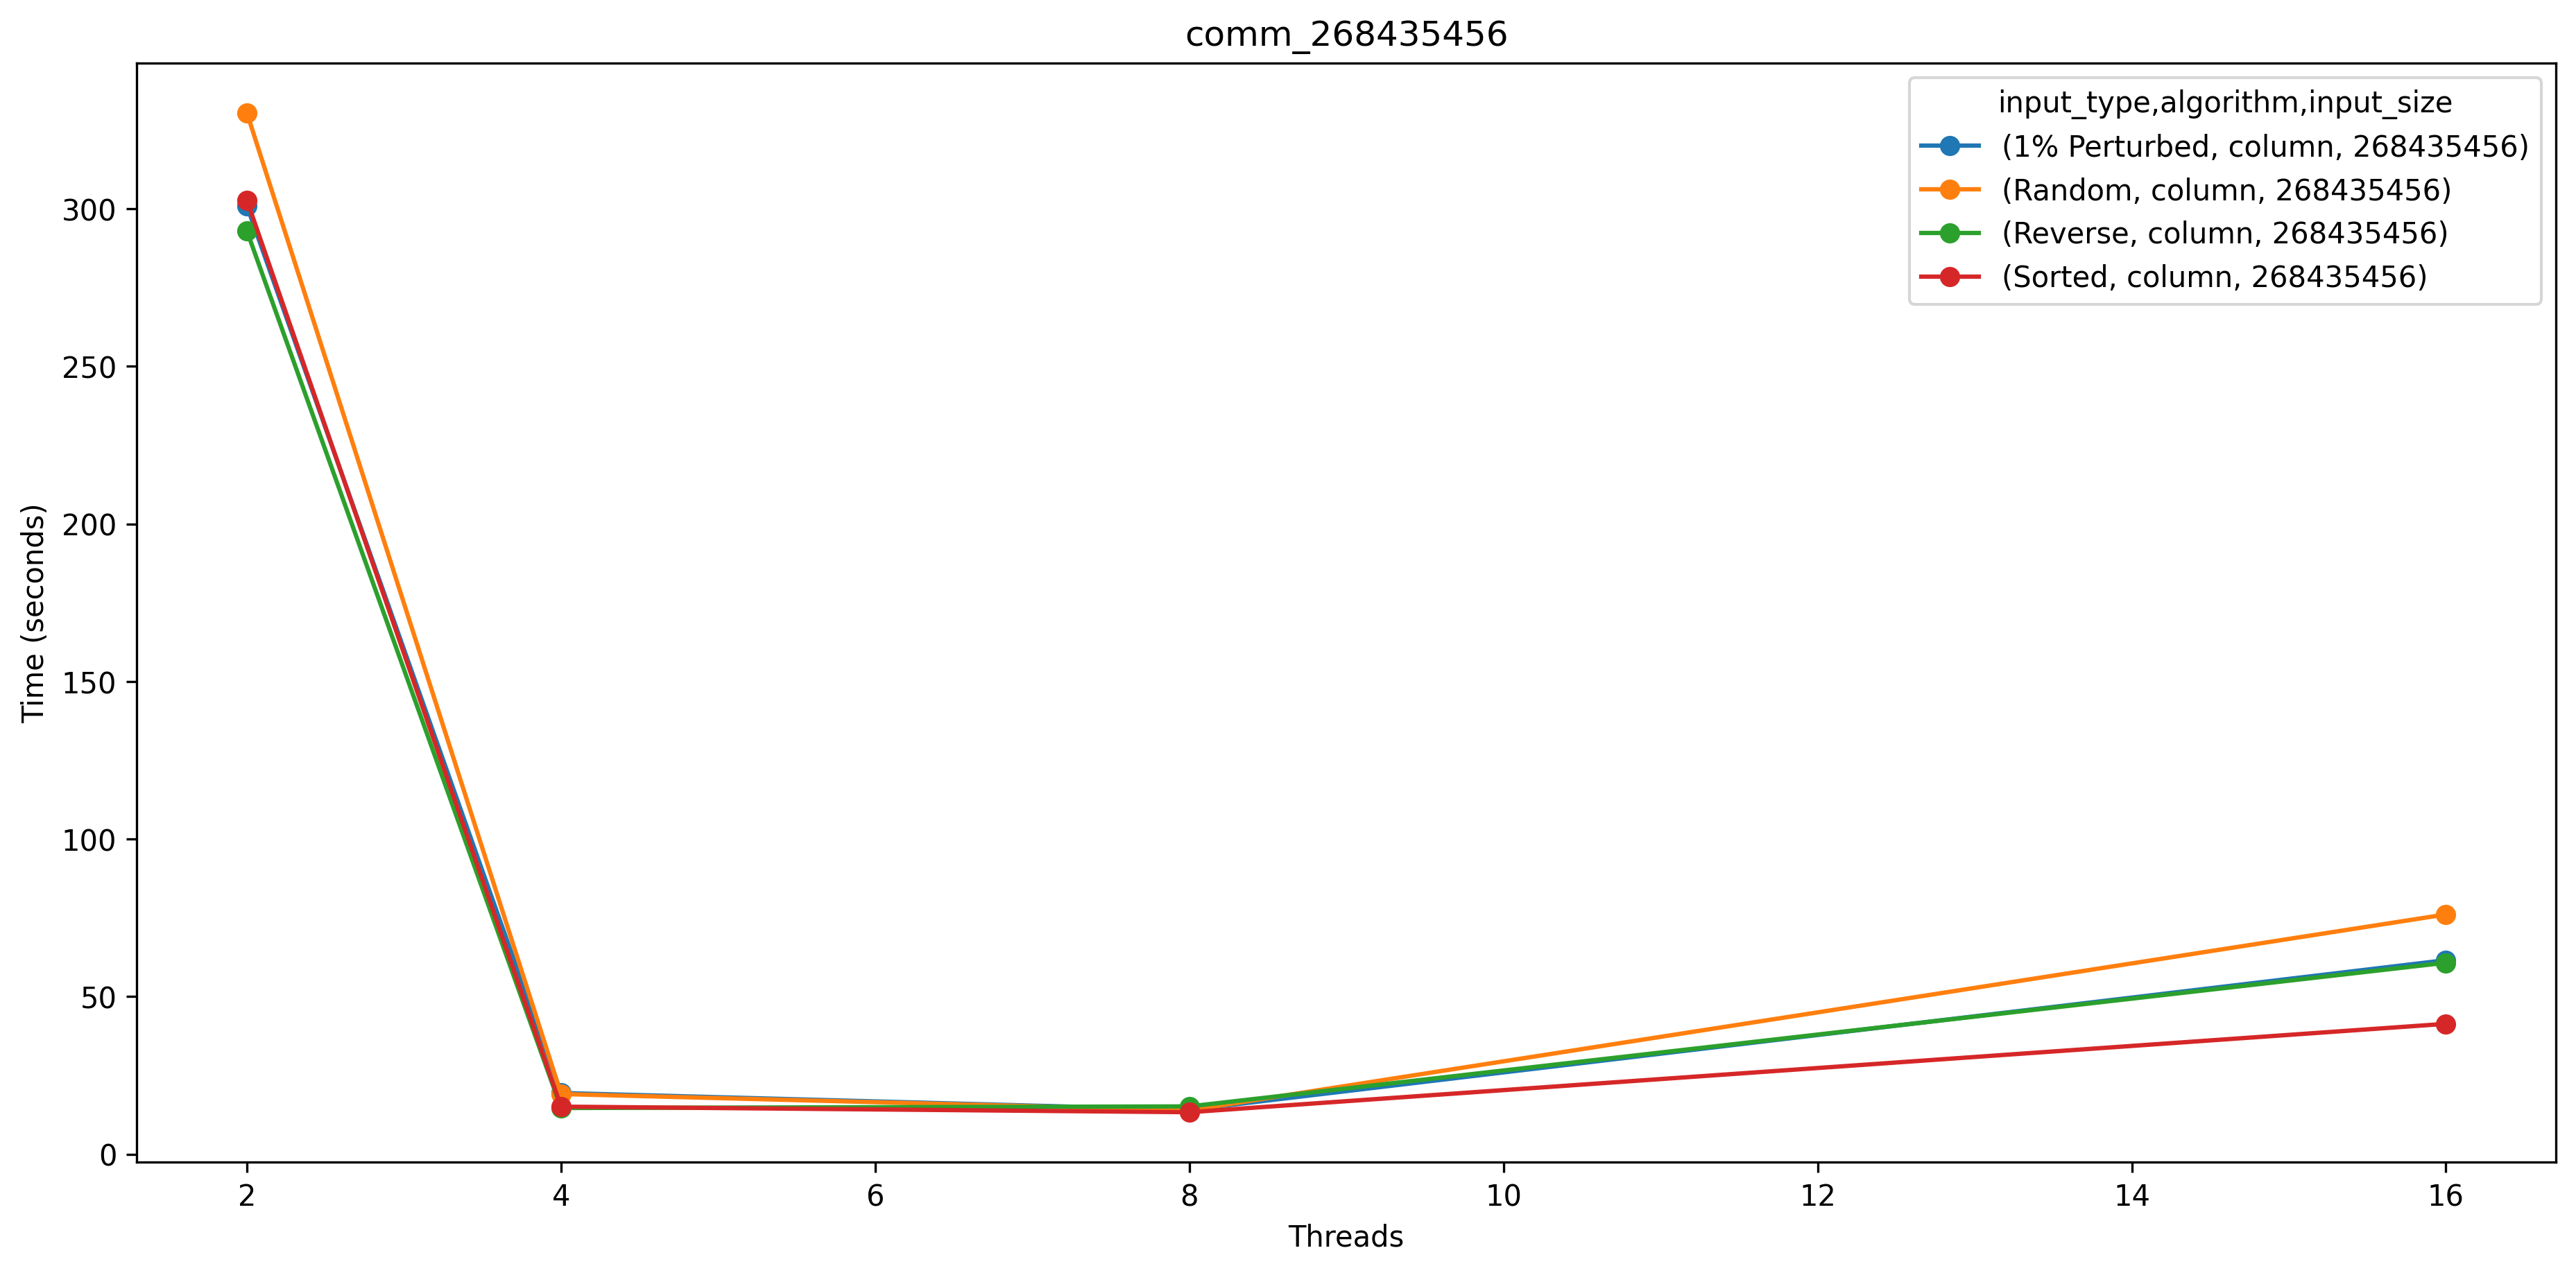 comm_268435456
input_type,algorithm,input_size
(1% Perturbed, column, 268435456)
(Random, column, 268435456)
(Reverse, column, 268435456)
(Sorted, column, 268435456)
Time (seconds)
300
250
200
150
100
50
0
2 4 6 8 10 12 14 16
Threads